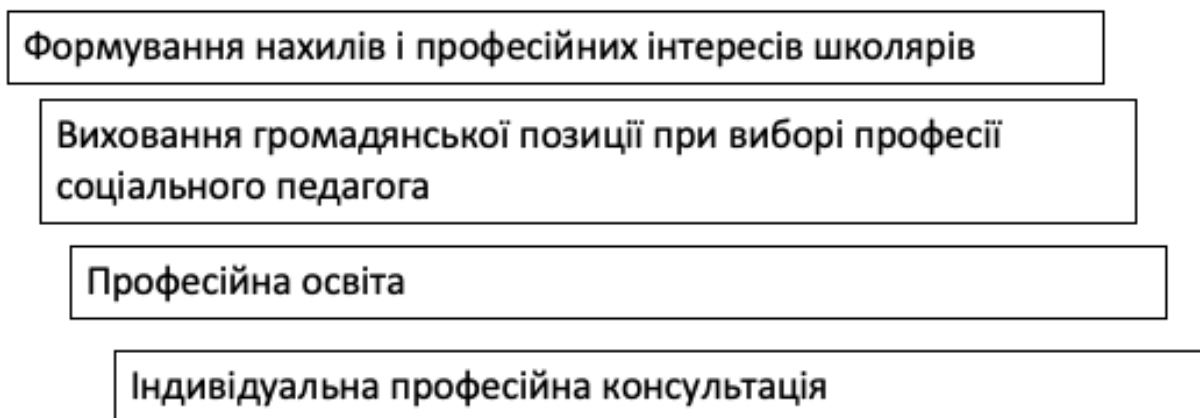 Формування нахилів і професійних інтересів школярів
Виховання громадянської позиції при виборі професії
соціального педагога
Професійна освіта
Індивідуальна професійна консультація